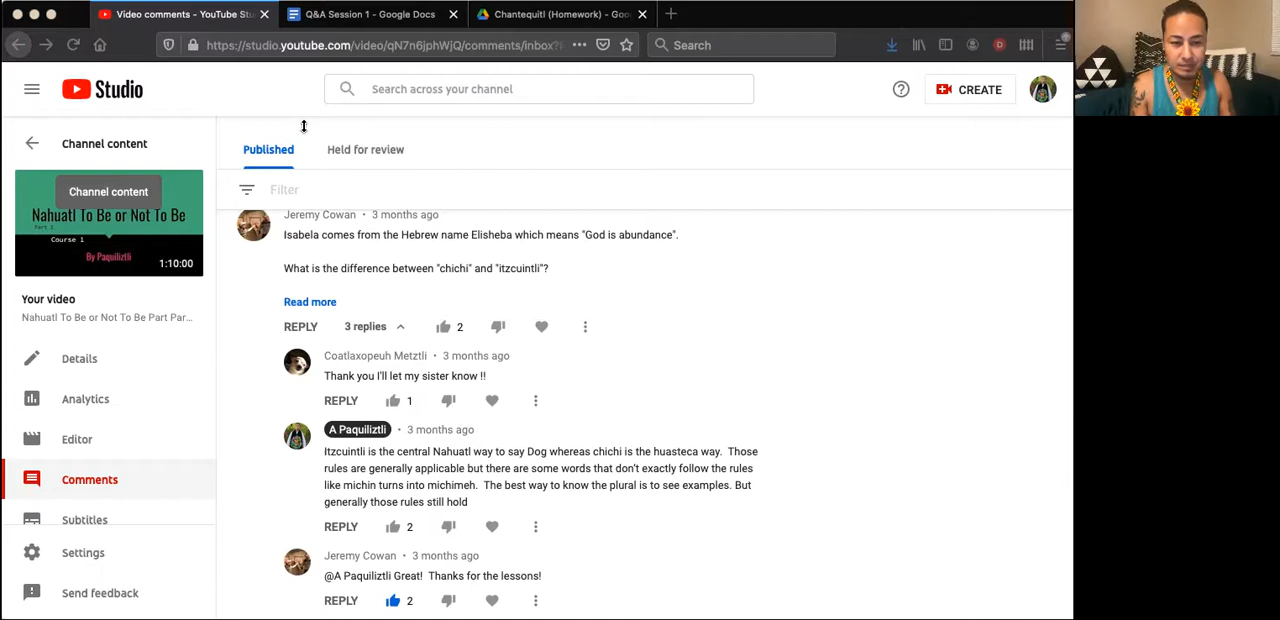 Video comments - YouTube St
Q&A Session 1 - Google Docs
Chantequitl (Homework) - Goo
https://studio.youtube.com/video/qN7n6jphWjQ/comments/inbox?
Search
Studio
Search across your channel
CREATE
Channel content
Published
Held for review
Channel content
Filter
Nahuatl To Be or Not To Be
Part 1
Course 1
By Paquiliztli
1:10:00
Your video
Nahuatl To Be or Not To Be Part Par...
Details
Analytics
Editor
Comments
Subtitles
Settings
Send feedback
Jeremy Cowan • 3 months ago
Isabela comes from the Hebrew name Elisheba which means "God is abundance".
What is the difference between "chichi" and "itzcuintli"?
Read more
REPLY 3 replies 2
Coatlaxopeuh Metztli • 3 months ago
Thank you I'll let my sister know !!
REPLY 1
A Paquiliztli • 3 months ago
Itzcuintli is the central Nahuatl way to say Dog whereas chichi is the huasteca way. Those
rules are generally applicable but there are some words that don't exactly follow the rules
like michin turns into michimeh. The best way to know the plural is to see examples. But
generally those rules still hold
REPLY 2
Jeremy Cowan • 3 months ago
@A Paquiliztli Great! Thanks for the lessons!
REPLY 2